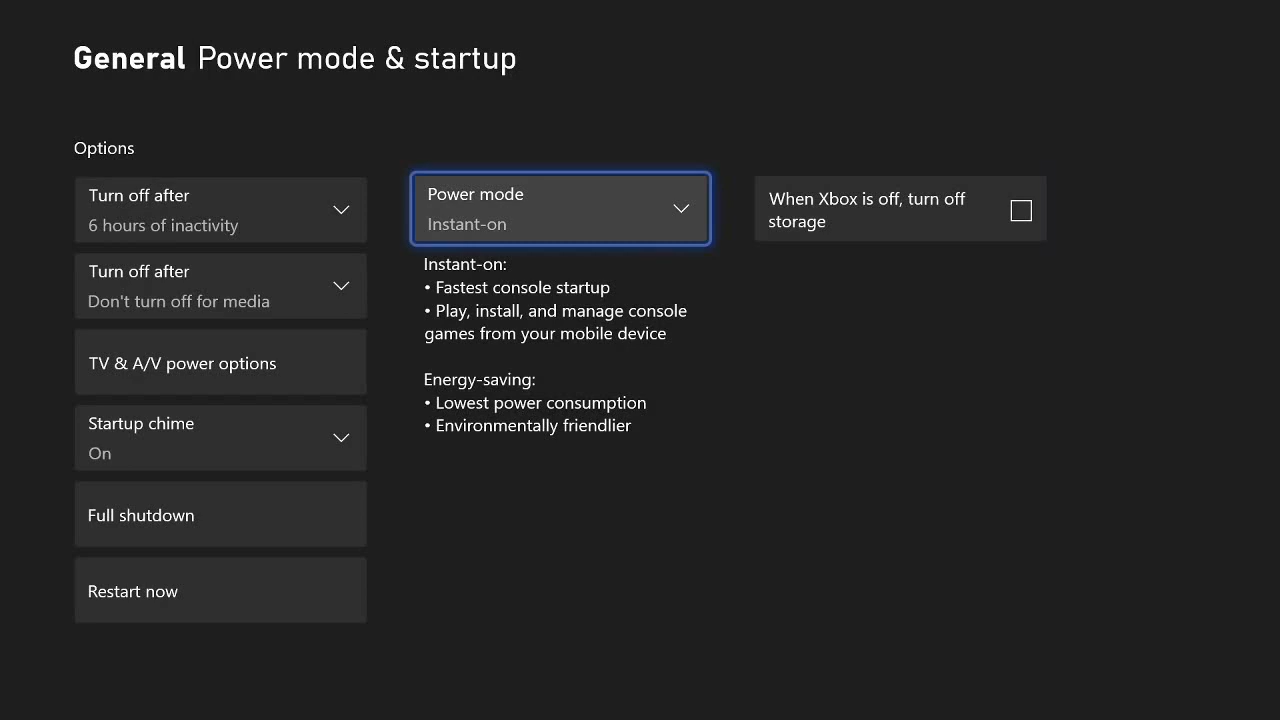 General Power mode & startup
Options
Turn off after
6 hours of inactivity
Turn off after
Don't turn off for media
TV & A/V power options
Startup chime
On
Full shutdown
Restart now
Power mode
Instant-on
Instant-on:
• Fastest console startup
• Play, install, and manage console
games from your mobile device
Energy-saving:
• Lowest power consumption
• Environmentally friendlier
When Xbox is off, turn off
storage